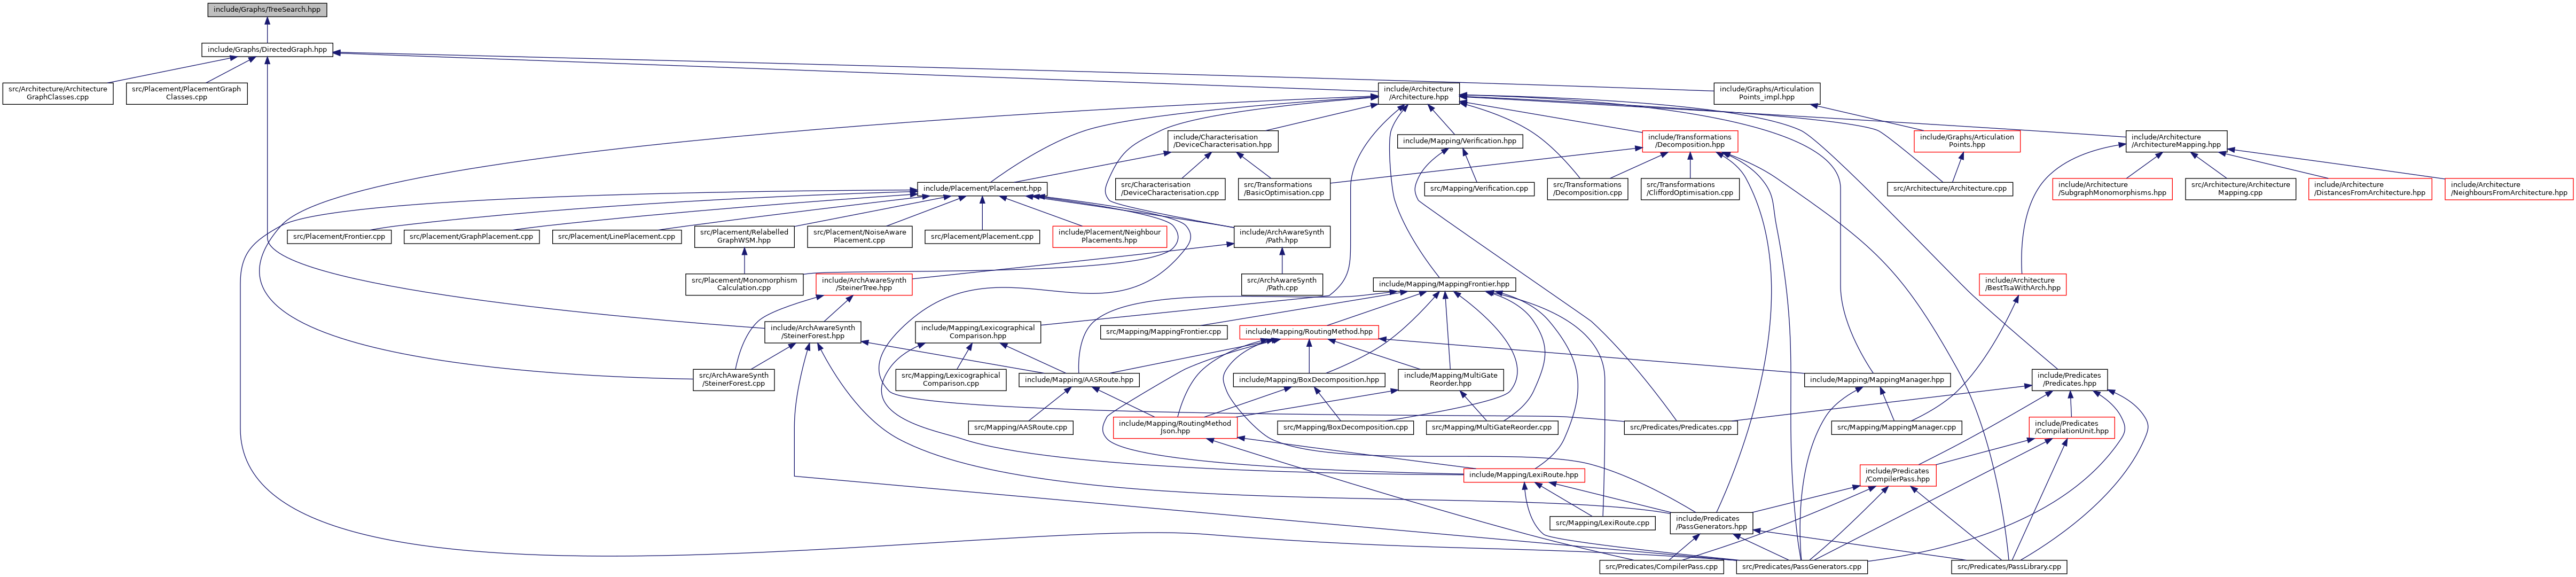 include/Graphs/TreeSearch.hpp
include/Graphs/DirectedGraph.hpp
src/Architecture/Architecture
GraphClasses.cpp
src/Placement/PlacementGraph
Classes.cpp
include/Architecture
/Architecture.hpp
include/Graphs/Articulation
Points_impl.hpp
include/Characterisation
/DeviceCharacterisation.hpp
include/Mapping/Verification.hpp
include/Transformations
/Decomposition.hpp
include/Graphs/Articulation
Points.hpp
include/Architecture
/ArchitectureMapping.hpp
include/Placement/Placement.hpp
src/Characterisation
/DeviceCharacterisation.cpp
src/Transformations
/BasicOptimisation.cpp
src/Mapping/Verification.cpp
src/Transformations
/Decomposition.cpp
src/Transformations
/CliffordOptimisation.cpp
src/Architecture/Architecture.cpp
include/Architecture
/SubgraphMonomorphisms.hpp
src/Architecture/Architecture
Mapping.cpp
include/Architecture
/DistancesFromArchitecture.hpp
include/Architecture
/NeighboursFromArchitecture.hpp
src/Placement/Frontier.cpp
src/Placement/GraphPlacement.cpp
src/Placement/LinePlacement.cpp
src/Placement/Relabelled
GraphWSM.hpp
src/Placement/NoiseAware
Placement.cpp
src/Placement/Placement.cpp
include/Placement/Neighbour
Placements.hpp
include/ArchAwareSynth
/Path.hpp
src/Placement/Monomorphism
Calculation.cpp
include/ArchAwareSynth
/SteinerTree.hpp
src/ArchAwareSynth
/Path.cpp
include/Mapping/MappingFrontier.hpp
include/Architecture
/BestTsaWithArch.hpp
include/ArchAwareSynth
/SteinerForest.hpp
include/Mapping/Lexicographical
Comparison.hpp
src/Mapping/MappingFrontier.cpp
include/Mapping/RoutingMethod.hpp
src/ArchAwareSynth
/SteinerForest.cpp
src/Mapping/Lexicographical
Comparison.cpp
include/Mapping/AASRoute.hpp
include/Mapping/BoxDecomposition.hpp
include/Mapping/MultiGate
Reorder.hpp
include/Mapping/MappingManager.hpp
include/Predicates
/Predicates.hpp
src/Mapping/AASRoute.cpp
include/Mapping/RoutingMethod
Json.hpp
src/Mapping/BoxDecomposition.cpp
src/Mapping/MultiGateReorder.cpp
src/Predicates/Predicates.cpp
src/Mapping/MappingManager.cpp
include/Predicates
/CompilationUnit.hpp
include/Mapping/LexiRoute.hpp
include/Predicates
/CompilerPass.hpp
src/Mapping/LexiRoute.cpp
include/Predicates
/PassGenerators.hpp
src/Predicates/CompilerPass.cpp
src/Predicates/PassGenerators.cpp
src/Predicates/PassLibrary.cpp